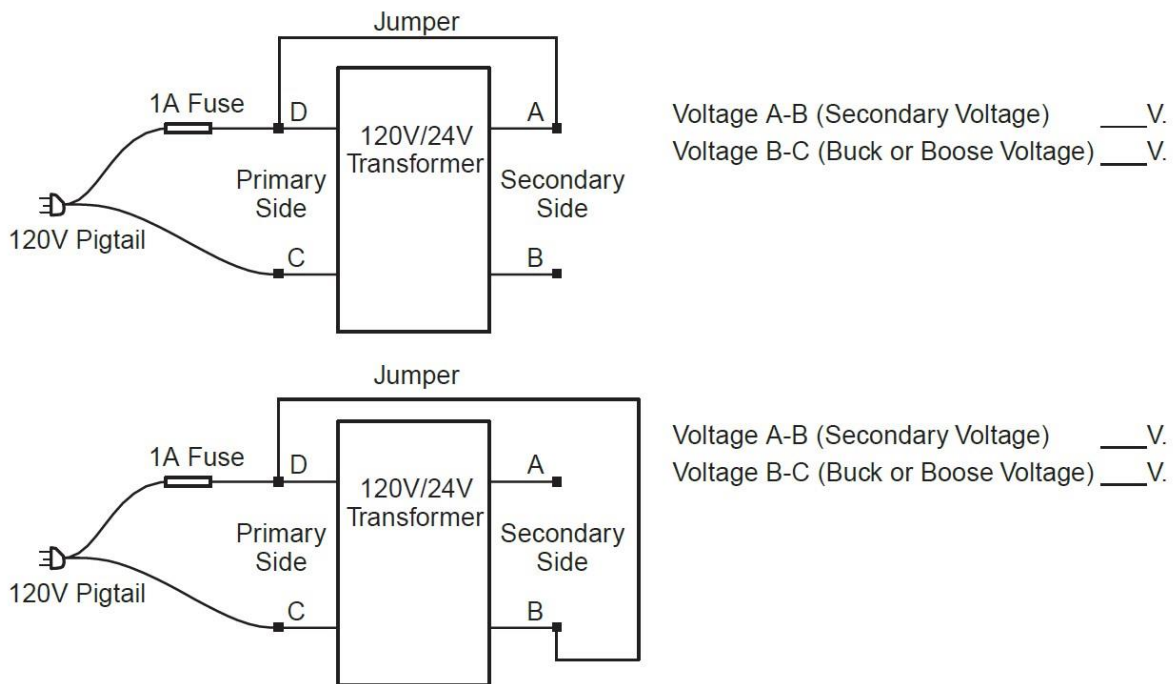 Jumper
1A Fuse
D
A
120V/24V
Transformer
Primary
Side
Secondary
Side
120V Pigtail
C
B
Voltage A-B (Secondary Voltage) ___V.
Voltage B-C (Buck or Boose Voltage) ___V.
Jumper
1A Fuse
D
A
120V/24V
Transformer
Primary
Side
Secondary
Side
120V Pigtail
C
B
Voltage A-B (Secondary Voltage) ___V.
Voltage B-C (Buck or Boose Voltage) ___V.